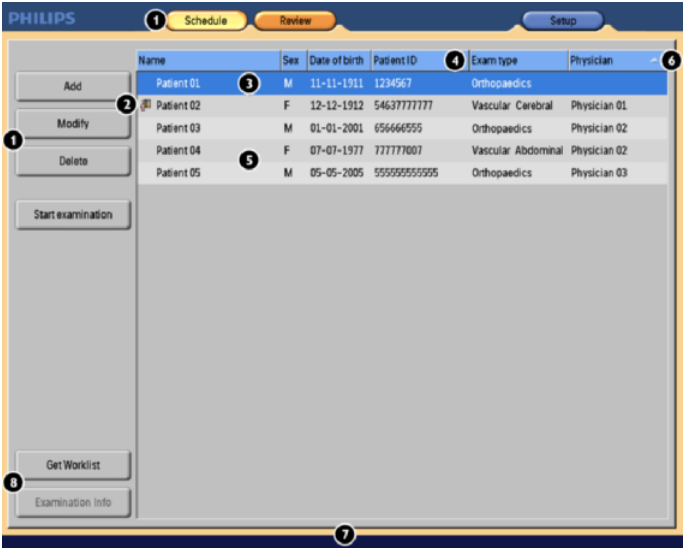 PHILIPS 1 Schedule Review Setup
Name Sex Date of birth Patient ID 4 Exam type Physician 6
Add Patient 01 3 M 11-11-1911 1234567 Orthopaedics
2 Patient 02 F 12-12-1912 54637777777 Vascular Cerebral Physician 01
1 Modify Patient 03 M 01-01-2001 656666555 Orthopaedics Physician 02
Patient 04 5 F 07-07-1977 777777007 Vascular Abdominal Physician 02
Delete Patient 05 M 05-05-2005 555555555555 Orthopaedics Physician 03
Start examination
Get Worklist
8
Examination Info
7